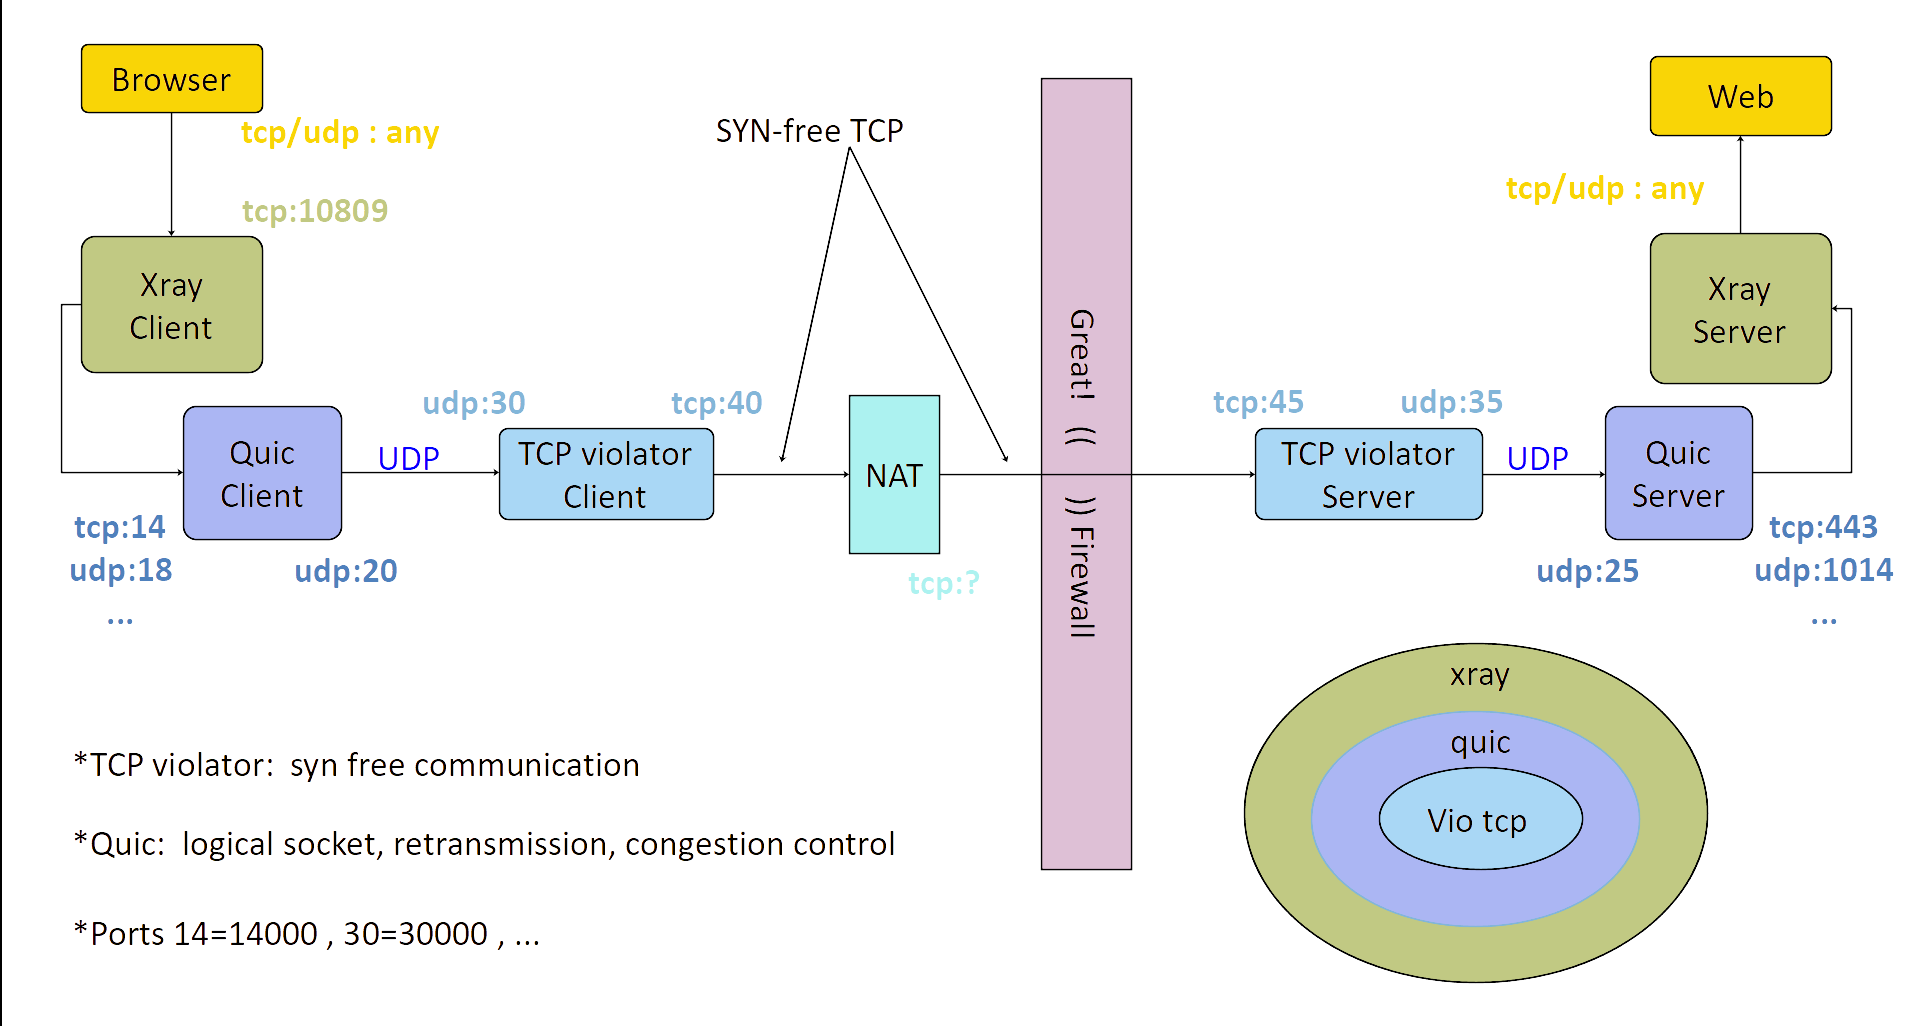 Browser
tcp/udp : any
tcp:10809
Xray
Client
Quic
Client
tcp:14
udp:18
...
udp:20
UDP
udp:30
TCP violator
Client
tcp:40
SYN-free TCP
NAT
tcp:?
Great! (( )) Firewall
tcp:45
TCP violator
Server
udp:35
UDP
Quic
Server
udp:25
tcp:443
udp:1014
...
Xray
Server
tcp/udp : any
Web
xray
quic
Vio tcp
*TCP violator: syn free communication
*Quic: logical socket, retransmission, congestion control
*Ports 14=14000 , 30=30000 , ...